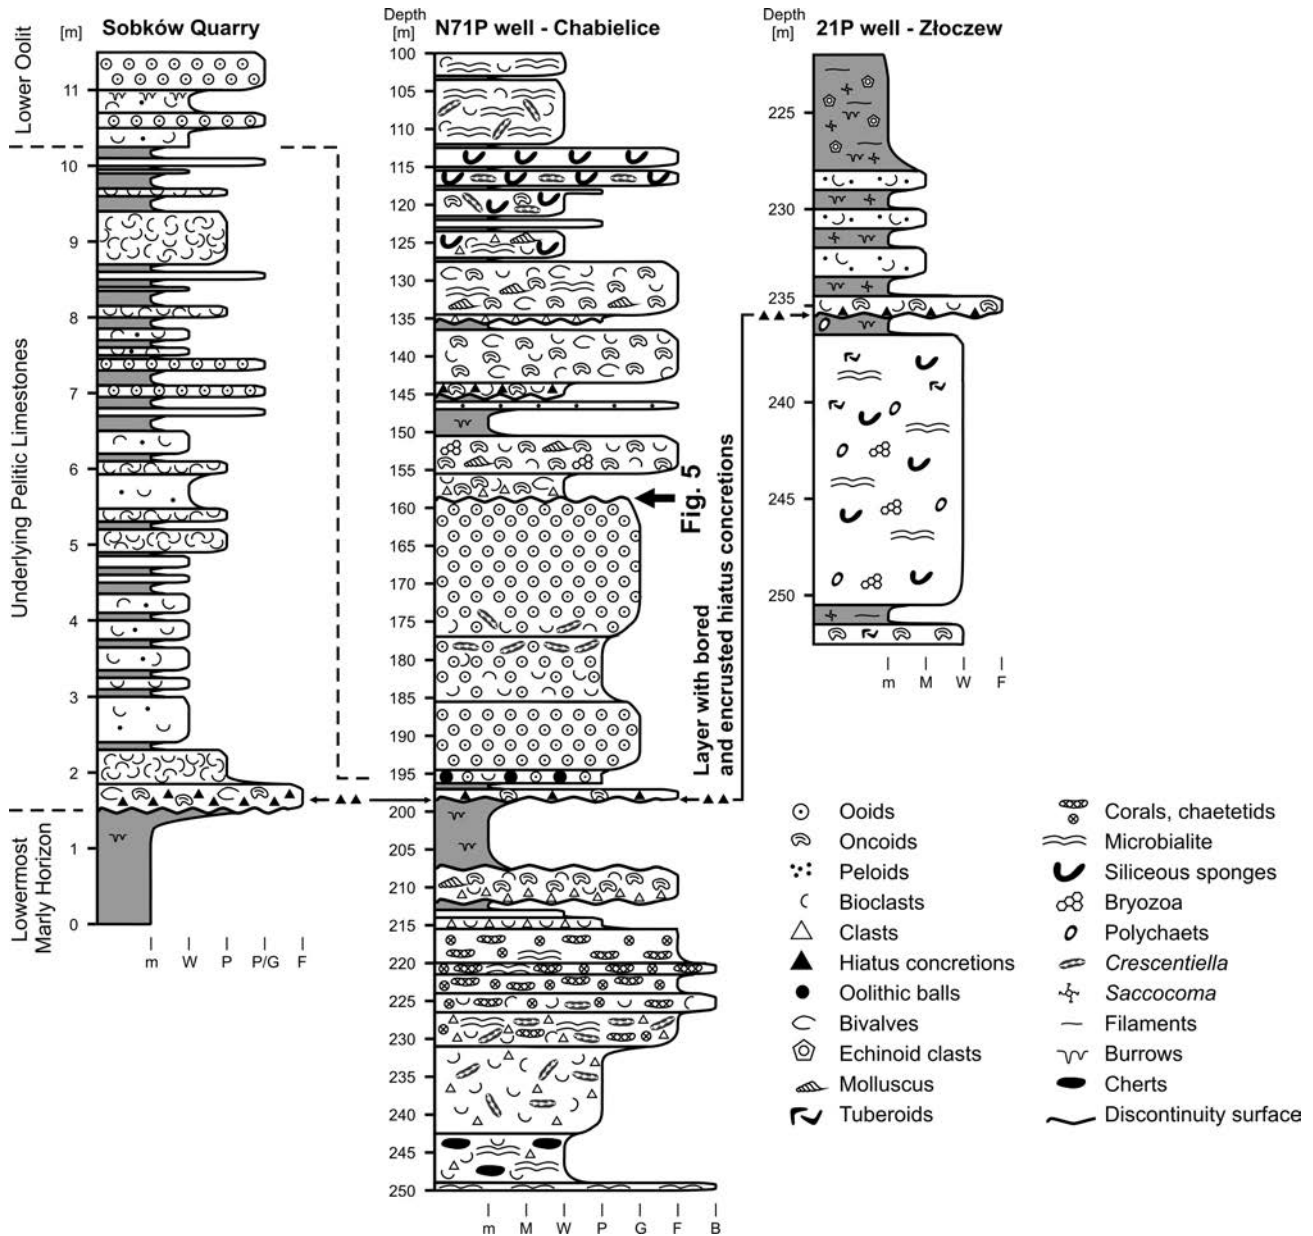 Sobków Quarry
[m]
11
10
9
8
7
6
5
4
3
2
1
0
m W P P/G F
Lower Oolit
Underlying Pelitic Limestones
Lowermost
Marly Horizon
Depth
[m]
N71P well - Chabielice
100
105
110
115
120
125
130
135
140
145
150
155
160
165
170
175
180
185
190
195
200
205
210
215
220
225
230
235
240
245
250
m M W P G F B
Fig. 5
Layer with bored
and encrusted hiatus concretions
Depth
[m]
21P well - Złoczew
225
230
235
240
245
250
m M W F
Ooids
Oncoids
Peloids
Bioclasts
Clasts
Hiatus concretions
Oolithic balls
Bivalves
Echinoid clasts
Molluscus
Tuberoids
Corals, chaetetids
Microbialite
Siliceous sponges
Bryozoa
Polychaets
Crescentiella
Saccocoma
Filaments
Burrows
Cherts
Discontinuity surface